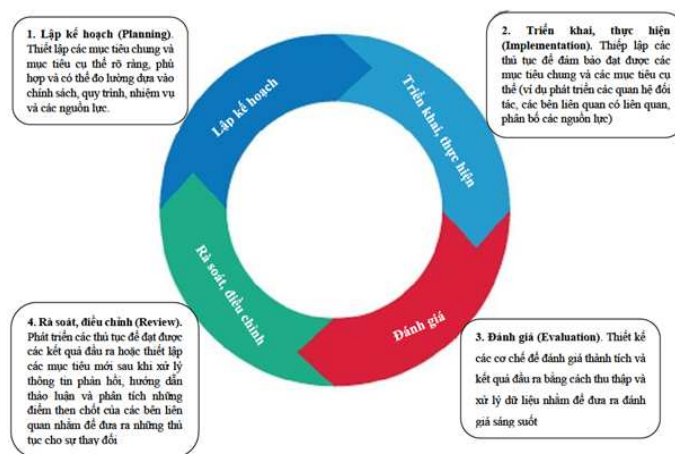 1. Lập kế hoạch (Planning).
Thiết lập các mục tiêu chung và
mục tiêu cụ thể rõ ràng, phù
hợp và có thể đo lường dựa vào
chính sách, quy trình, nhiệm vụ
và các nguồn lực.
2. Triển khai, thực hiện
(Implementation). Thiếp lập các
thủ tục để đảm bảo đạt được các
mục tiêu chung và các mục tiêu cụ
thể (ví dụ phát triển các quan hệ đối
tác, các bên liên quan có liên quan,
phân bố các nguồn lực)
Lập kế hoạch
Triển khai, thực hiện
Rà soát, điều chỉnh
Đánh giá
4. Rà soát, điều chỉnh (Review).
Phát triển các thủ tục để đạt được
các kết quả đầu ra hoặc thiết lập
các mục tiêu mới sau khi xử lý
thông tin phản hồi, hướng dẫn
thảo luận và phân tích những
điểm then chốt của các bên liên
quan nhằm để đưa ra những thủ
tục cho sự thay đổi
3. Đánh giá (Evaluation). Thiết kế
các cơ chế để đánh giá thành tích và
kết quả đầu ra bằng cách thu thập và
xử lý dữ liệu nhằm để đưa ra đánh
giá sáng suốt